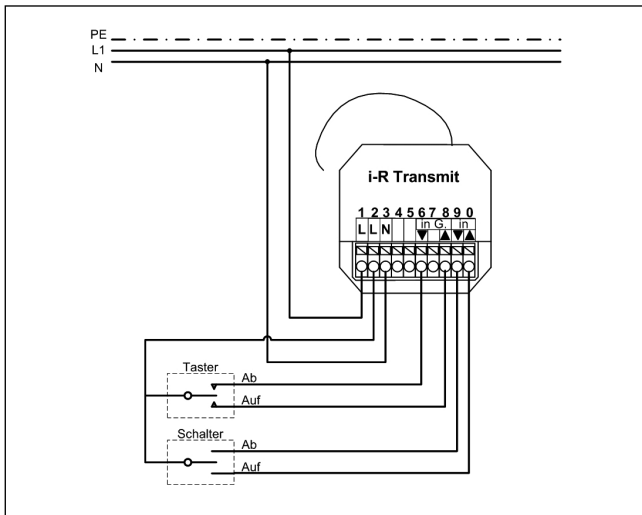 PE
L1
N
i-R Transmit
1 2 3 4 5 6 7 8 9 0
L L N in G. in
Taster
Ab
Auf
Schalter
Ab
Auf